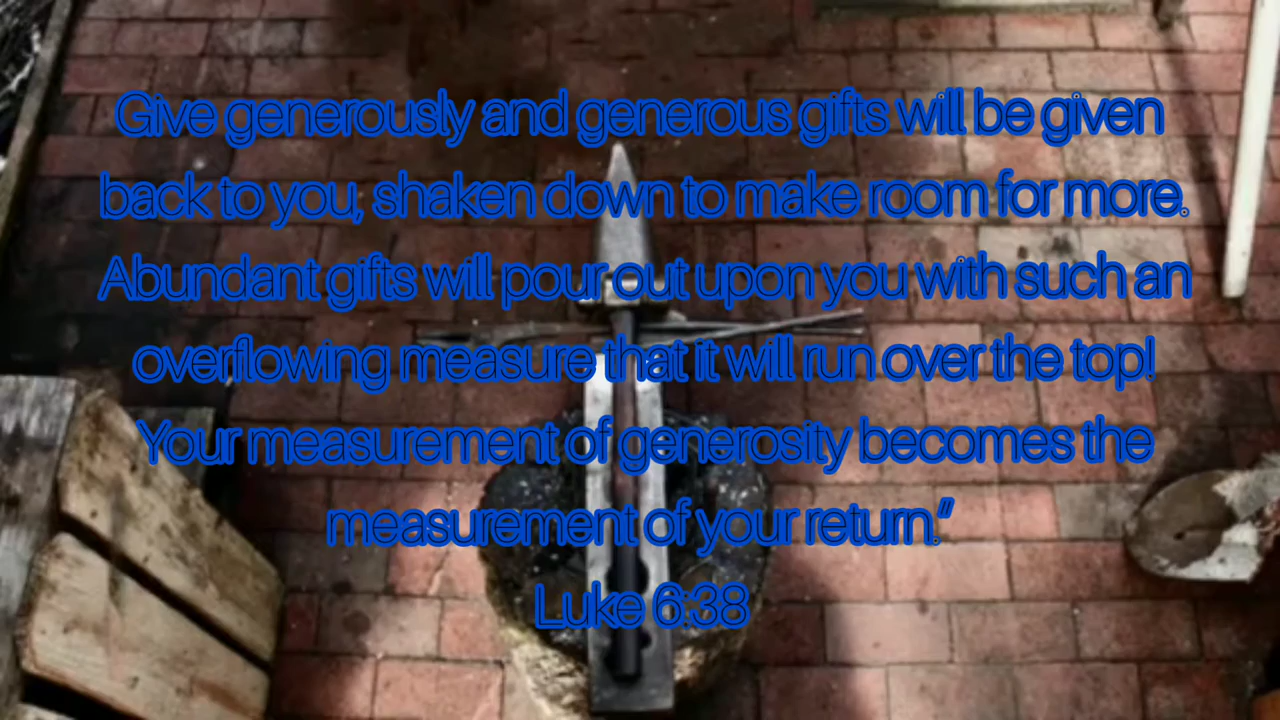 Give generously and generous gifts will be given
back to you, shaken down to make room for more.
Abundant gifts will pour out upon you with such an
overflowing measure that it will run over the top!
Your measurement of generosity becomes the
measurement of your return.”
Luke 6:38